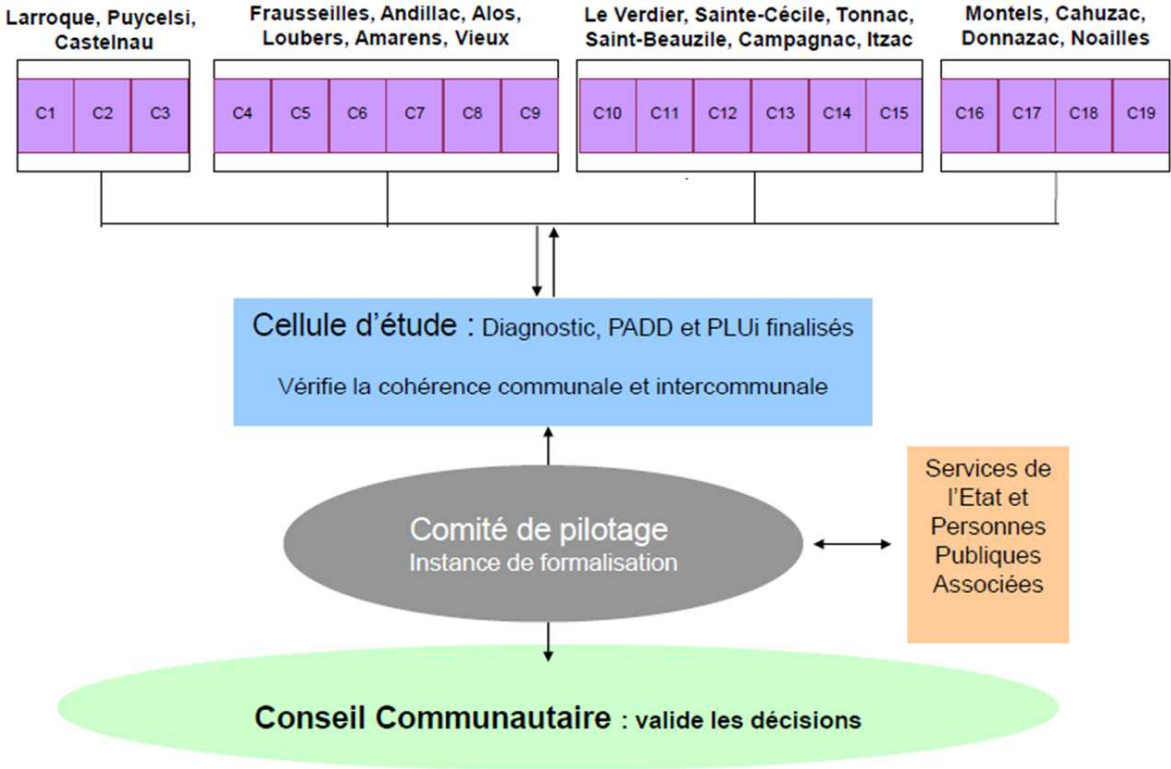 Larroque, Puycelsi,
Castelnau
Frausseilles, Andillac, Alos,
Loubers, Amarens, Vieux
Le Verdier, Sainte-Cécile, Tonnac,
Saint-Beauzile, Campagnac, Itzac
Montels, Cahuzac,
Donnazac, Noailles
C1 C2 C3 C4 C5 C6 C7 C8 C9 C10 C11 C12 C13 C14 C15 C16 C17 C18 C19
Cellule d'étude : Diagnostic, PADD et PLUi finalisés
Vérifie la cohérence communale et intercommunale
Comité de pilotage
Instance de formalisation
Services de
l'Etat et
Personnes
Publiques
Associées
Conseil Communautaire : valide les décisions